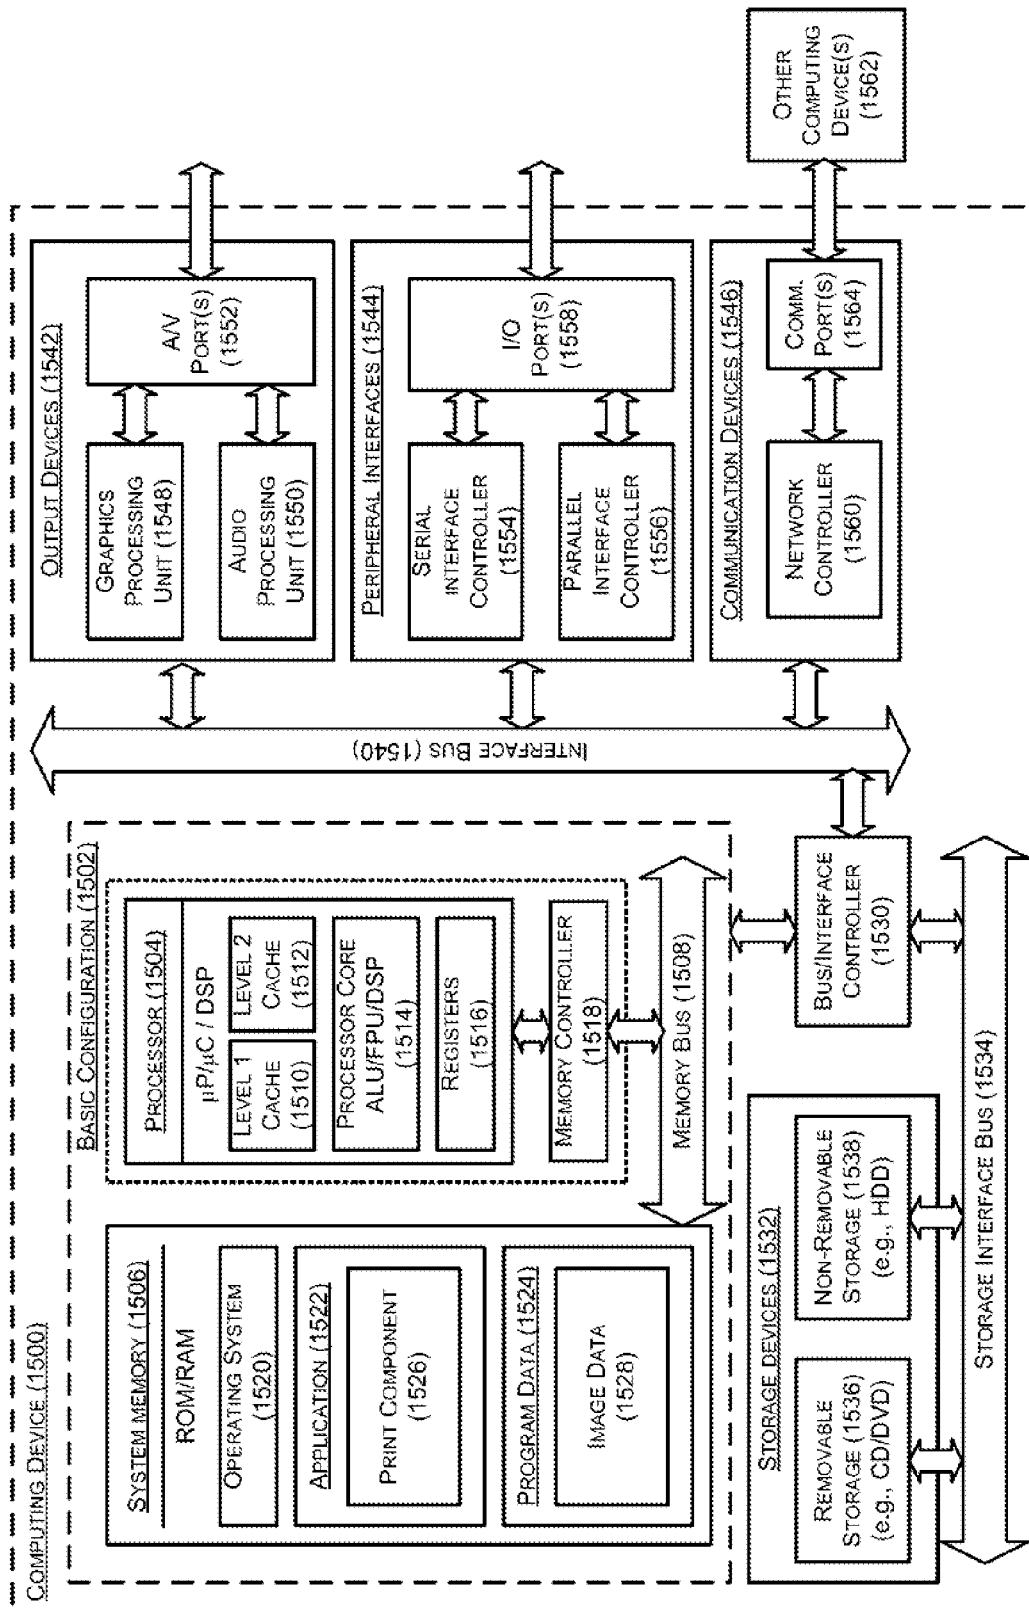 COMPUTING DEVICE (1500)
BASIC CONFIGURATION (1502)
SYSTEM MEMORY (1506)
ROM/RAM
OPERATING SYSTEM
(1520)
APPLICATION (1522)
PRINT COMPONENT
(1526)
PROGRAM DATA (1524)
IMAGE DATA
(1528)
PROCESSOR (1504)
µP/µC / DSP
LEVEL 1
CACHE
(1510)
LEVEL 2
CACHE
(1512)
PROCESSOR CORE
ALU/FPU/DSP
(1514)
REGISTERS
(1516)
MEMORY CONTROLLER
(1518)
MEMORY BUS (1508)
BUS/INTERFACE
CONTROLLER
(1530)
STORAGE DEVICES (1532)
REMOVABLE
STORAGE (1536)
(e.g., CD/DVD)
NON-REMOVABLE
STORAGE (1538)
(e.g., HDD)
STORAGE INTERFACE BUS (1534)
INTERFACE BUS (1540)
OUTPUT DEVICES (1542)
GRAPHICS
PROCESSING
UNIT (1548)
AUDIO
PROCESSING
UNIT (1550)
A/V
PORT(S)
(1552)
PERIPHERAL INTERFACES (1544)
SERIAL
INTERFACE
CONTROLLER
(1554)
PARALLEL
INTERFACE
CONTROLLER
(1556)
I/O
PORT(S)
(1558)
COMMUNICATION DEVICES (1546)
NETWORK
CONTROLLER
(1560)
COMM.
PORT(S)
(1564)
OTHER
COMPUTING
DEVICE(S)
(1562)